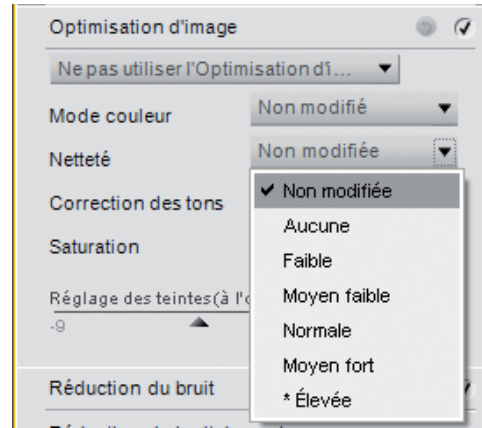 Optimisation d'image
Ne pas utiliser l'Optimisation d'i...
Mode couleur Non modifié
Netteté Non modifiée
✔ Non modifiée
Correction des tons
Aucune
Saturation
Faible
Réglage des teintes(à l'
Moyen faible
-9
Normale
Moyen fort
Réduction du bruit
* Élevée